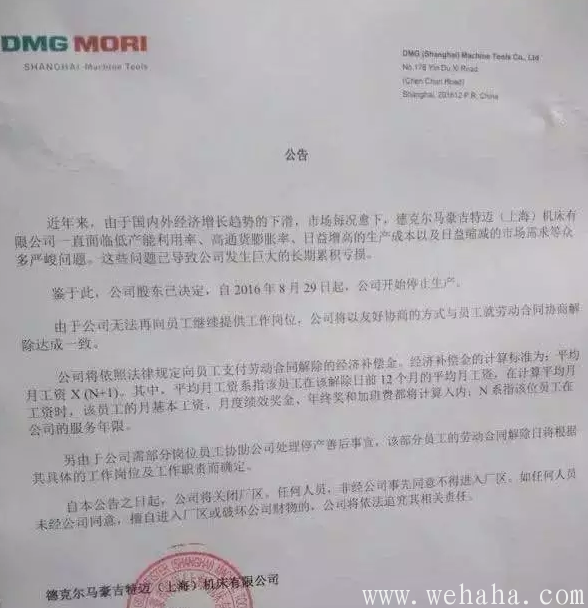 DMG MORI
SHANGHAI - Machine Tools
DMG (Shanghai) Machine Tools Co., Ltd
No.176 Yin Du Xi Road
(Chen Chun Road)
Shanghai, 201612 P.R. China
公告
近年来，由于国内外经济增长趋势的下滑，市场每况愈下，德克尔马豪吉特迈（上海）机床有
限公司一直面临低产能利用率、高通货膨胀率、日益增高的生产成本以及日益缩减的市场需求等众
多严峻问题。这些问题已导致公司发生巨大的长期累积亏损。
鉴于此，公司股东已决定，自 2016 年 8 月 29 日起，公司开始停止生产。
由于公司无法再向员工继续提供工作岗位，公司将以友好协商的方式与员工就劳动合同协商解
除达成一致。
公司将依照法律规定向员工支付劳动合同解除的经济补偿金。经济补偿金的计算标准为：平均
月工资 X (N+1)。其中，平均月工资系指该员工在该解除日前 12 个月的平均月工资，在计算平均月
工资时，该员工的月基本工资、月度绩效奖金、年终奖和加班费都将计算入内；N 系指该位员工在
公司的服务年限。
另由于公司需部分岗位员工协助公司处理停产善后事宜，该部分员工的劳动合同解除日将根据
其具体的工作岗位及工作职责而确定。
自本公告之日起，公司将关闭厂区。任何人员，非经公司事先同意不得进入厂区。如任何人员
未经公司同意，擅自进入厂区或破坏公司财物的，公司将依法追究其相关责任。
德克尔马豪吉特迈（上海）机床有限公司
www.wehaha.com